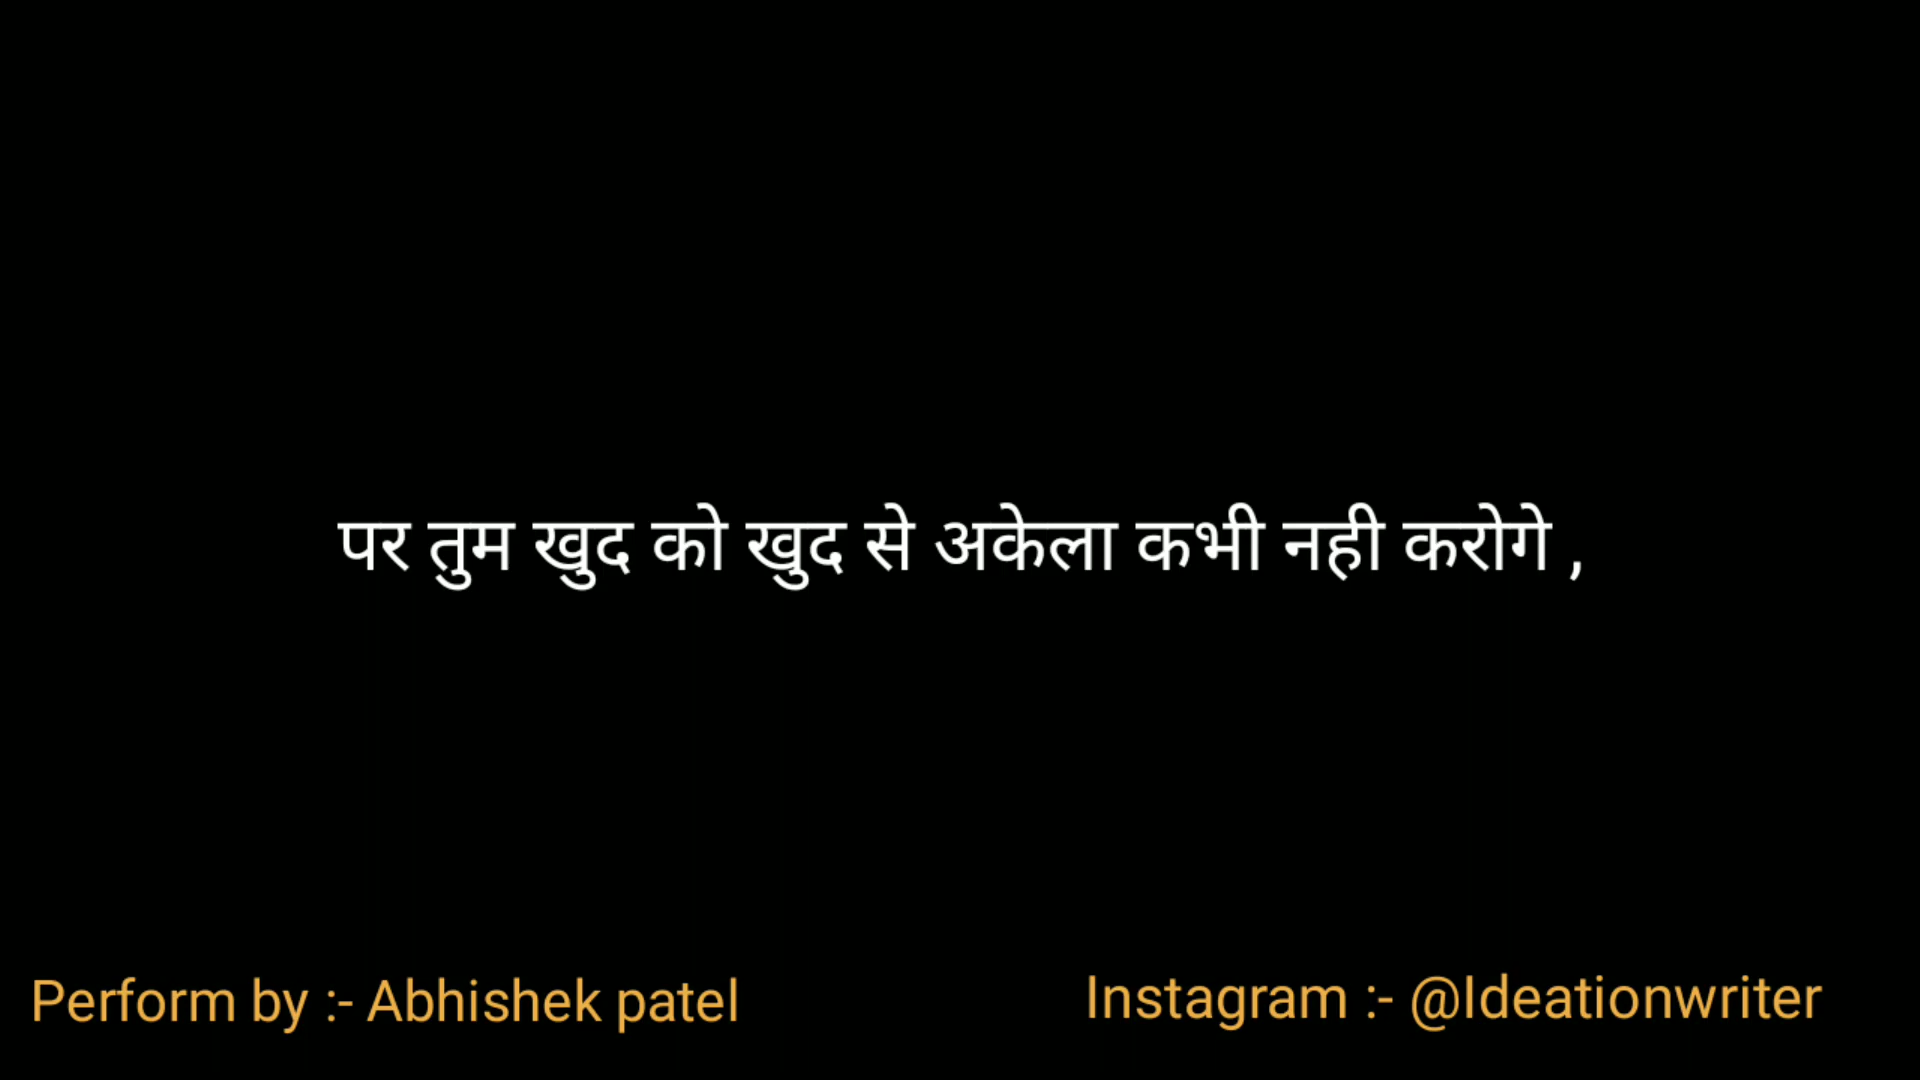 पर तुम खुद को खुद से अकेला कभी नही करोगे ,
Perform by :- Abhishek patel
Instagram :- @Ideationwriter